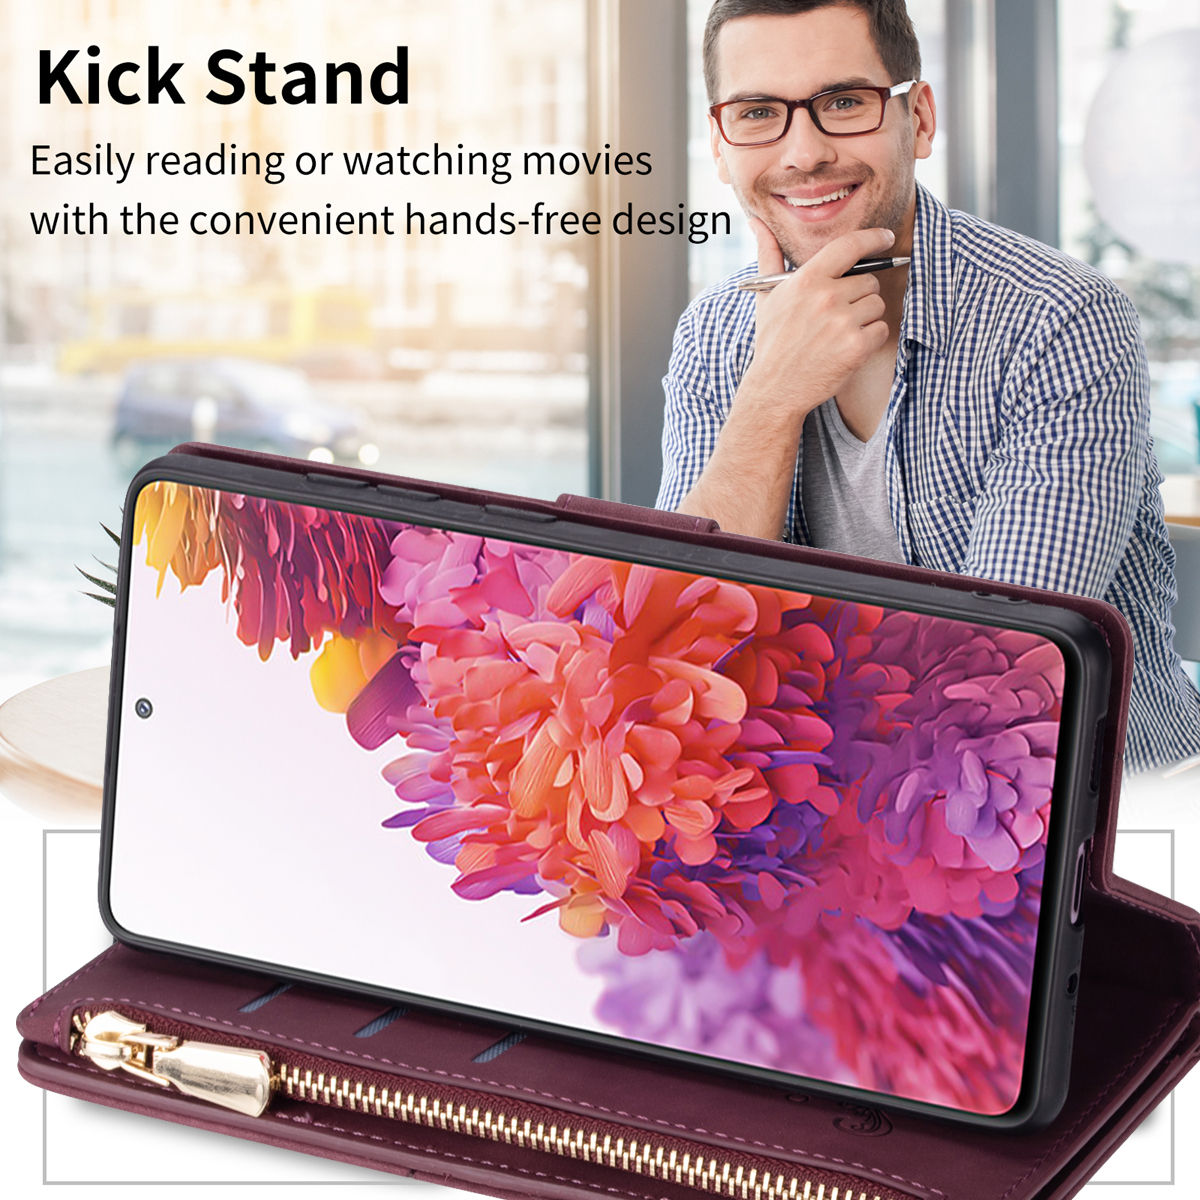 Kick Stand
Easily reading or watching movies
with the convenient hands-free design